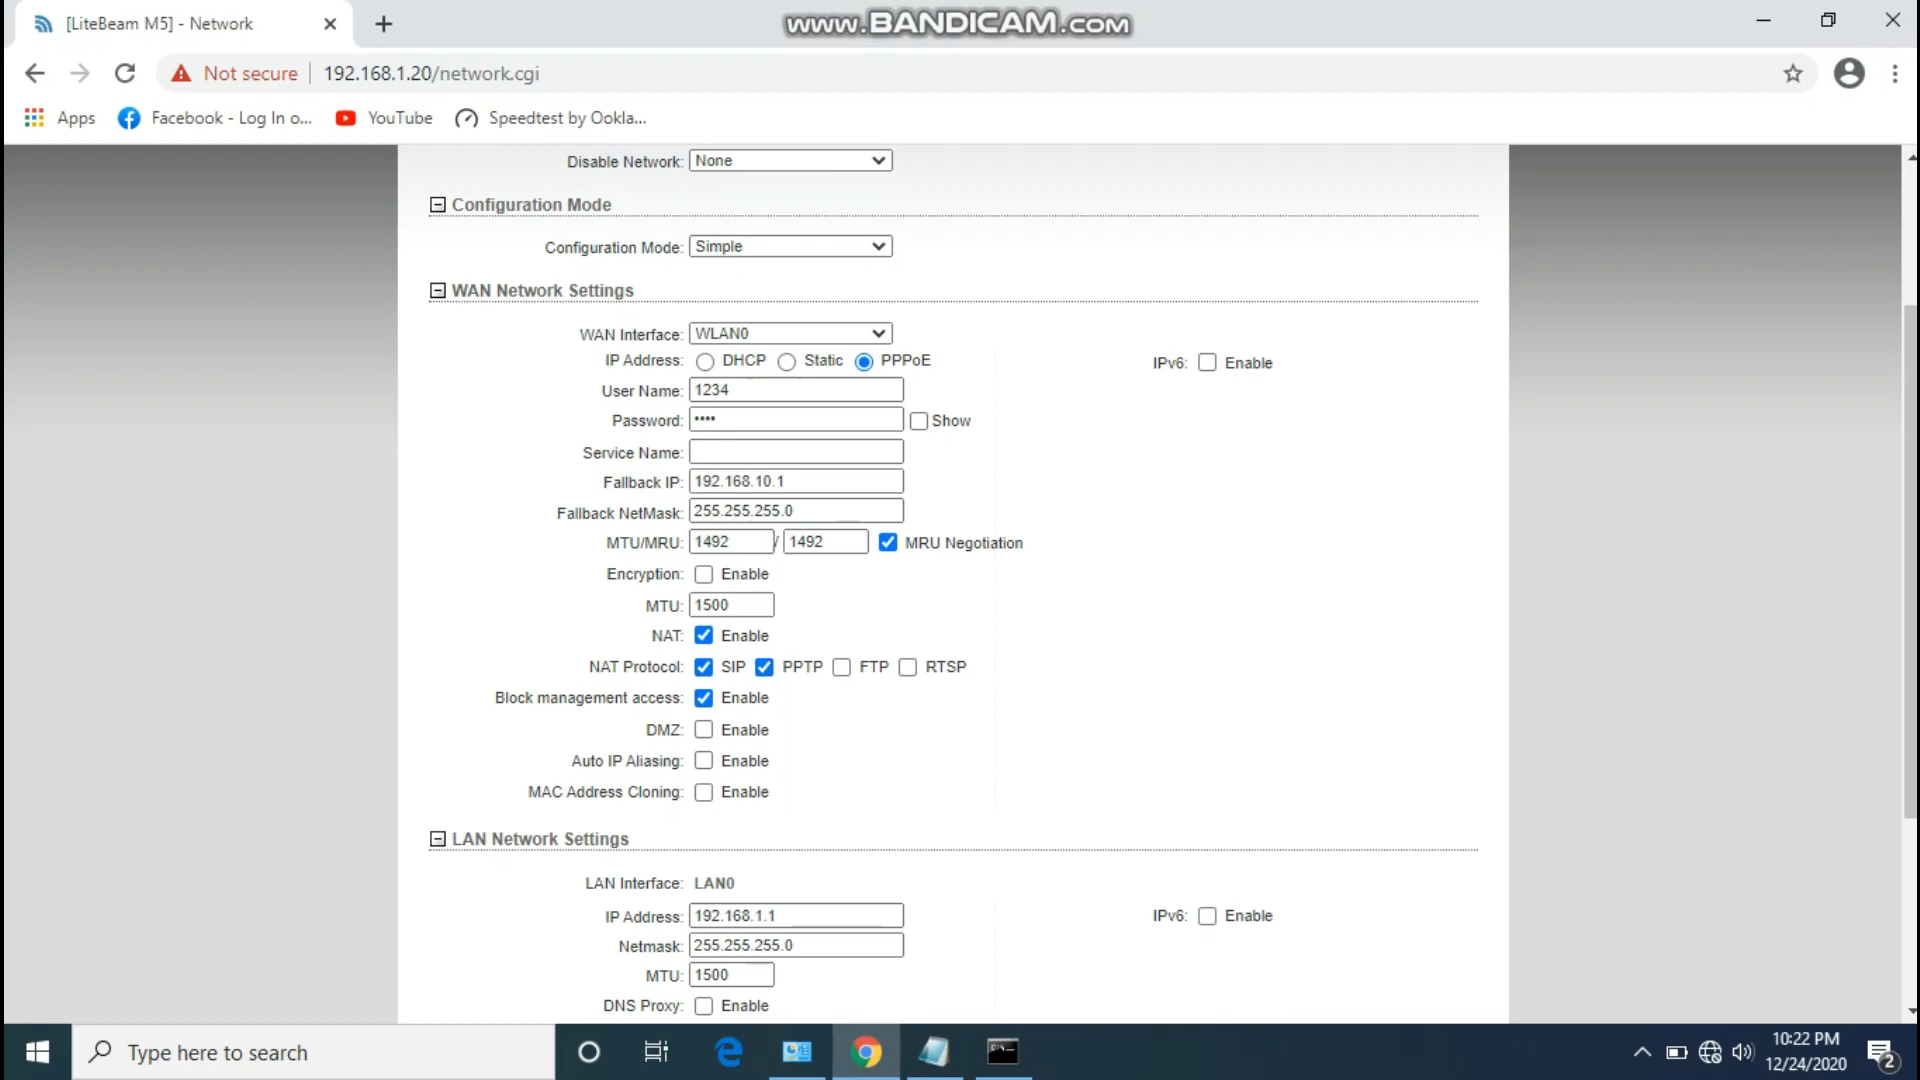 [LiteBeam M5] - Network
www.BANDICAM.com
Not secure 192.168.1.20/network.cgi
Apps Facebook - Log In o... YouTube Speedtest by Ookla...
Disable Network: None
Configuration Mode
Configuration Mode: Simple
WAN Network Settings
WAN Interface: WLAN0
IP Address: DHCP Static PPPoE IPv6: Enable
User Name: 1234
Password: •••• Show
Service Name:
Fallback IP: 192.168.10.1
Fallback NetMask: 255.255.255.0
MTU/MRU: 1492 / 1492 MRU Negotiation
Encryption: Enable
MTU: 1500
NAT: Enable
NAT Protocol: SIP PPTP FTP RTSP
Block management access: Enable
DMZ: Enable
Auto IP Aliasing: Enable
MAC Address Cloning: Enable
LAN Network Settings
LAN Interface: LAN0
IP Address: 192.168.1.1 IPv6: Enable
Netmask: 255.255.255.0
MTU: 1500
DNS Proxy: Enable
Type here to search
10:22 PM
12/24/2020
2